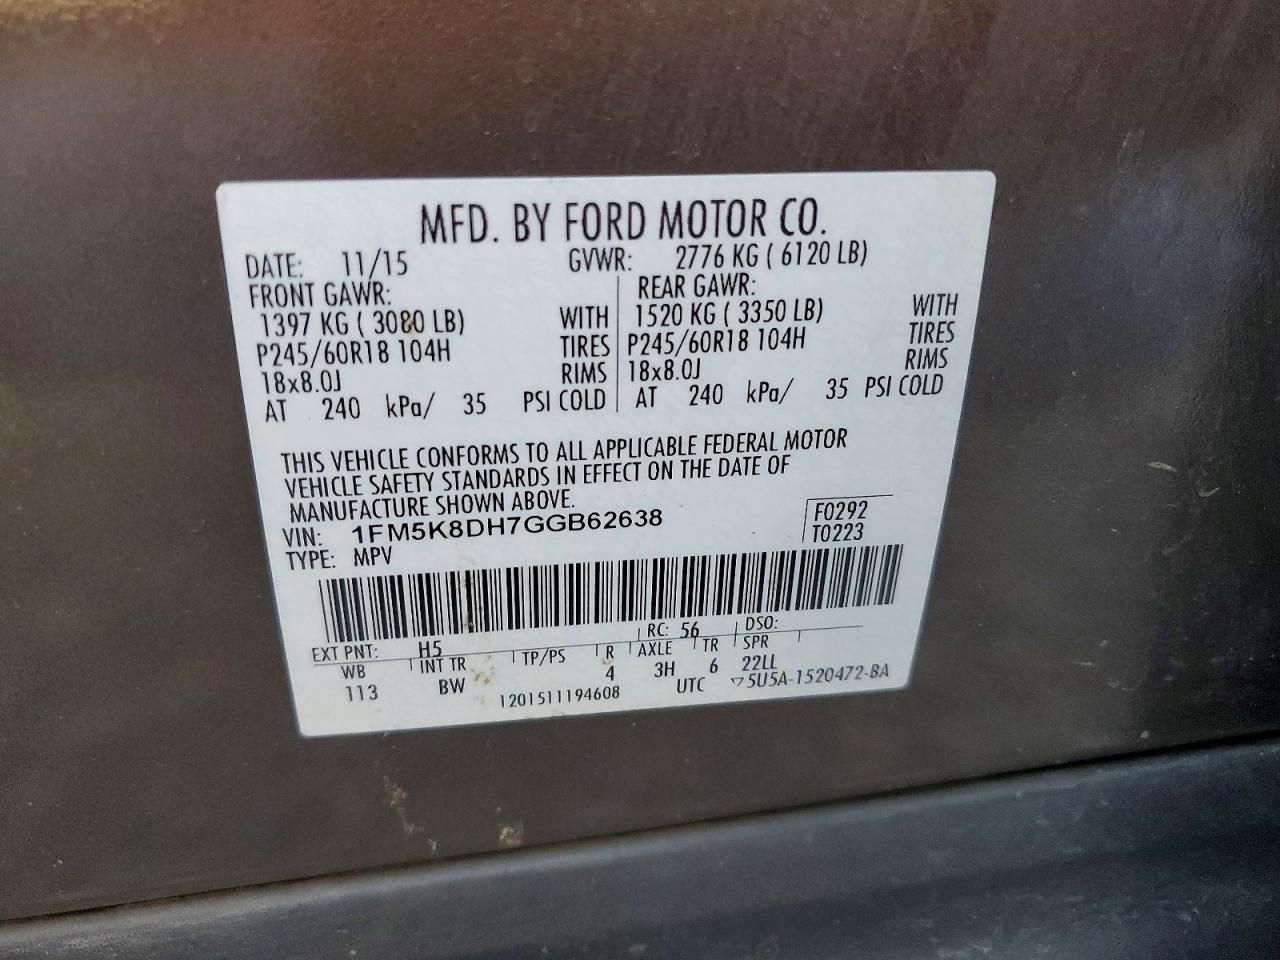 MFD. BY FORD MOTOR CO.
DATE: 11/15 GVWR: 2776 KG ( 6120 LB)
FRONT GAWR: REAR GAWR:
1397 KG ( 3080 LB) WITH 1520 KG ( 3350 LB) WITH
P245/60R18 104H TIRES P245/60R18 104H TIRES
18x8.0J RIMS 18x8.0J RIMS
AT 240 kPa/ 35 PSI COLD AT 240 kPa/ 35 PSI COLD
THIS VEHICLE CONFORMS TO ALL APPLICABLE FEDERAL MOTOR
VEHICLE SAFETY STANDARDS IN EFFECT ON THE DATE OF
MANUFACTURE SHOWN ABOVE.
VIN: 1FM5K8DH7GGB62638 F0292
TYPE: MPV T0223
EXT PNT: H5 RC: 56 DSO:
WB INT TR TP/PS R AXLE TR SPR
113 BW 4 3H 6 22LL
1201511194608 UTC ▽5U5A-1520472-BA